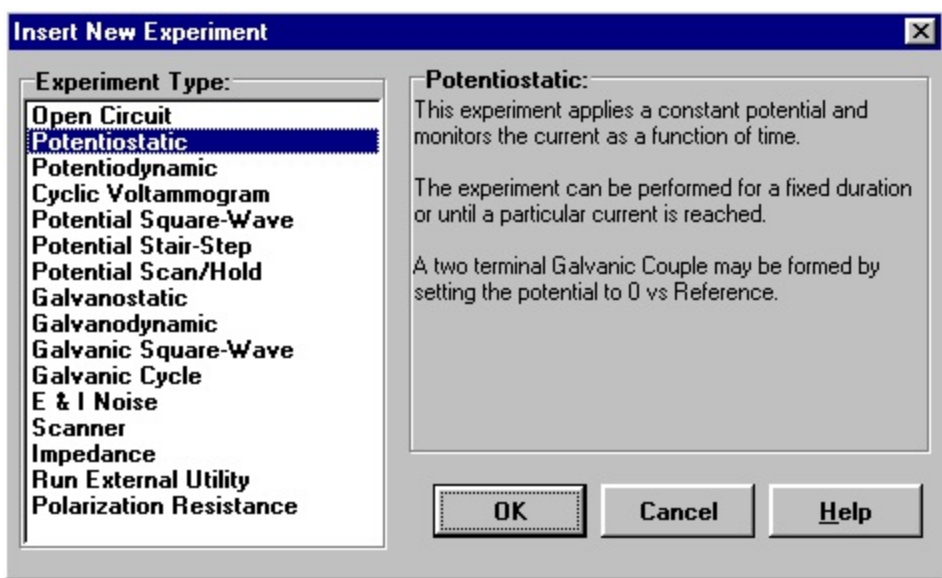 Insert New Experiment
Experiment Type:
Open Circuit
Potentiostatic
Potentiodynamic
Cyclic Voltammogram
Potential Square-Wave
Potential Stair-Step
Potential Scan/Hold
Galvanostatic
Galvanodynamic
Galvanic Square-Wave
Galvanic Cycle
E & I Noise
Scanner
Impedance
Run External Utility
Polarization Resistance
Potentiostatic:
This experiment applies a constant potential and
monitors the current as a function of time.
The experiment can be performed for a fixed duration
or until a particular current is reached.
A two terminal Galvanic Couple may be formed by
setting the potential to 0 vs Reference.
OK
Cancel
Help